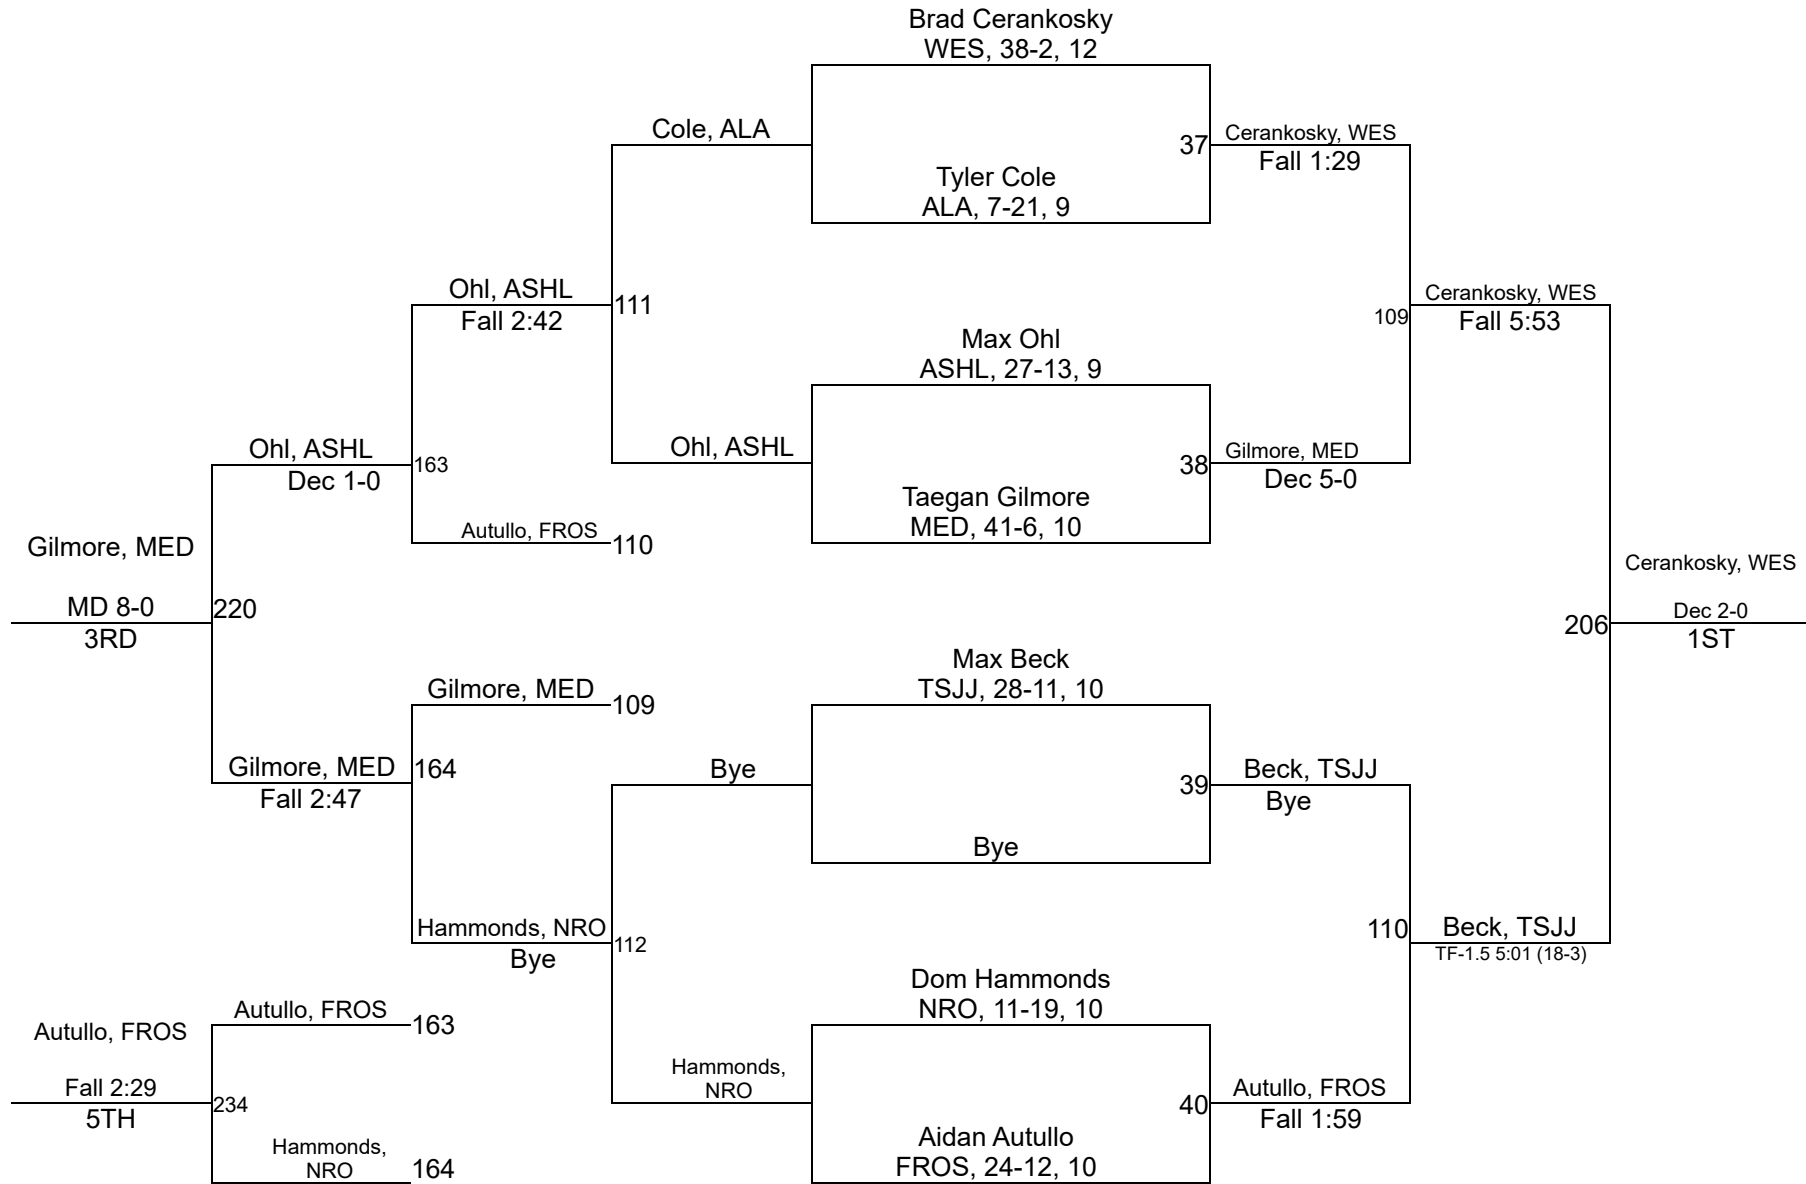 Brad Cerankosky
WES, 38-2, 12
Cole, ALA
37
Cerankosky, WES
Fall 1:29
Tyler Cole
ALA, 7-21, 9
Ohl, ASHL
Fall 2:42
111
109
Cerankosky, WES
Fall 5:53
Max Ohl
ASHL, 27-13, 9
Ohl, ASHL
Dec 1-0
163
Ohl, ASHL
38
Gilmore, MED
Dec 5-0
Taegan Gilmore
MED, 41-6, 10
Autullo, FROS
110
Gilmore, MED
MD 8-0
3RD
220
Cerankosky, WES
206
Dec 2-0
1ST
Max Beck
TSJJ, 28-11, 10
Gilmore, MED
109
Gilmore, MED
Fall 2:47
164
Bye
39
Beck, TSJJ
Bye
Bye
Hammonds, NRO
Bye
112
110
Beck, TSJJ
TF-1.5 5:01 (18-3)
Dom Hammonds
NRO, 11-19, 10
Autullo, FROS
163
Autullo, FROS
Fall 2:29
5TH
234
Hammonds,
NRO
40
Autullo, FROS
Fall 1:59
Aidan Autullo
FROS, 24-12, 10
Hammonds,
NRO
164